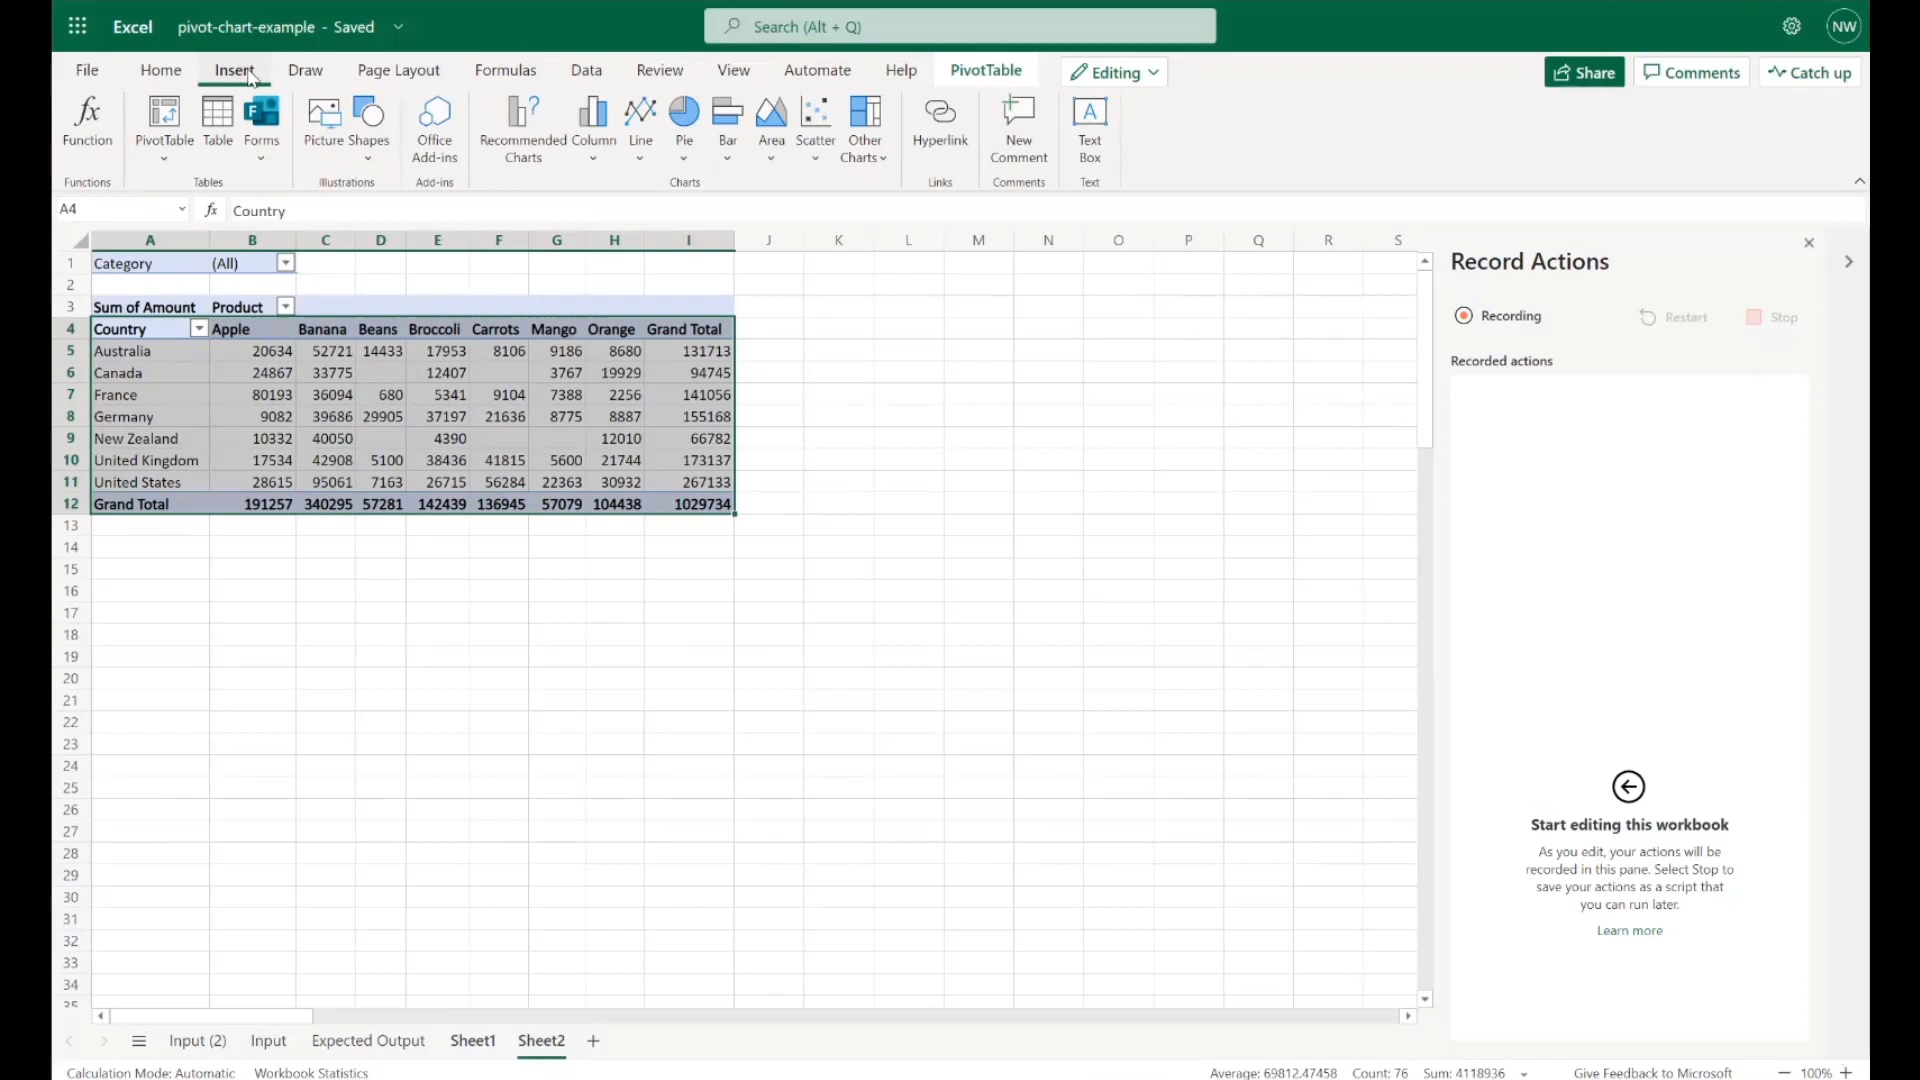 Excel pivot-chart-example - Saved Search (Alt + Q) NW
File Home Insert Draw Page Layout Formulas Data Review View Automate Help PivotTable Editing Share Comments Catch up
Function PivotTable Table Forms Picture Shapes Office Add-ins Recommended Charts Column Line Pie Bar Area Scatter Other Charts Hyperlink New Comment Text Box
Functions Tables Illustrations Add-ins Charts Links Comments Text
A4 fx Country
A B C D E F G H I J K L M N O P Q R S
1 Category (All)
2
3 Sum of Amount Product
4 Country Apple Banana Beans Broccoli Carrots Mango Orange Grand Total
5 Australia 20634 52721 14433 17953 8106 9186 8680 131713
6 Canada 24867 33775 12407 3767 19929 94745
7 France 80193 36094 680 5341 9104 7388 2256 141056
8 Germany 9082 39686 29905 37197 21636 8775 8887 155168
9 New Zealand 10332 40050 4390 12010 66782
10 United Kingdom 17534 42908 5100 38436 41815 5600 21744 173137
11 United States 28615 95061 7163 26715 56284 22363 30932 267133
12 Grand Total 191257 340295 57281 142439 136945 57079 104438 1029734
13
14
15
16
17
18
19
20
21
22
23
24
25
26
27
28
29
30
31
32
33
34
35
Record Actions
Recording Restart Stop
Recorded actions
Start editing this workbook
As you edit, your actions will be
recorded in this pane. Select Stop to
save your actions as a script that
you can run later.
Learn more
Input (2) Input Expected Output Sheet1 Sheet2
Calculation Mode: Automatic Workbook Statistics Average: 69812.47458 Count: 76 Sum: 4118936 Give Feedback to Microsoft 100%